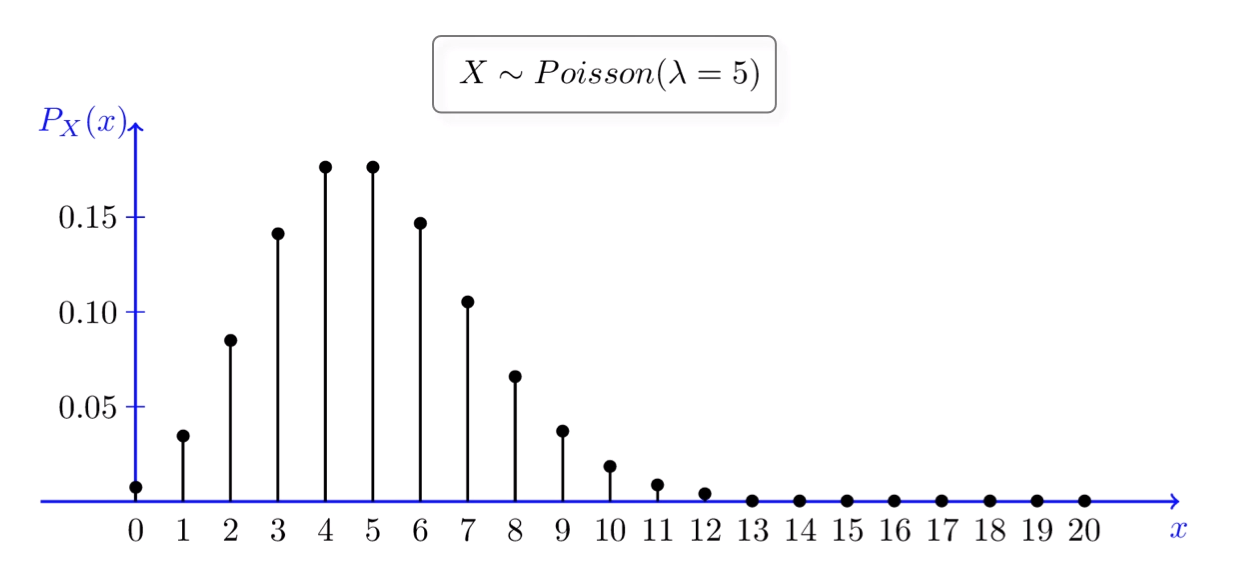 X ∼ Poisson(λ = 5)
P_X(x)
0.15
0.10
0.05
0 1 2 3 4 5 6 7 8 9 10 11 12 13 14 15 16 17 18 19 20 x